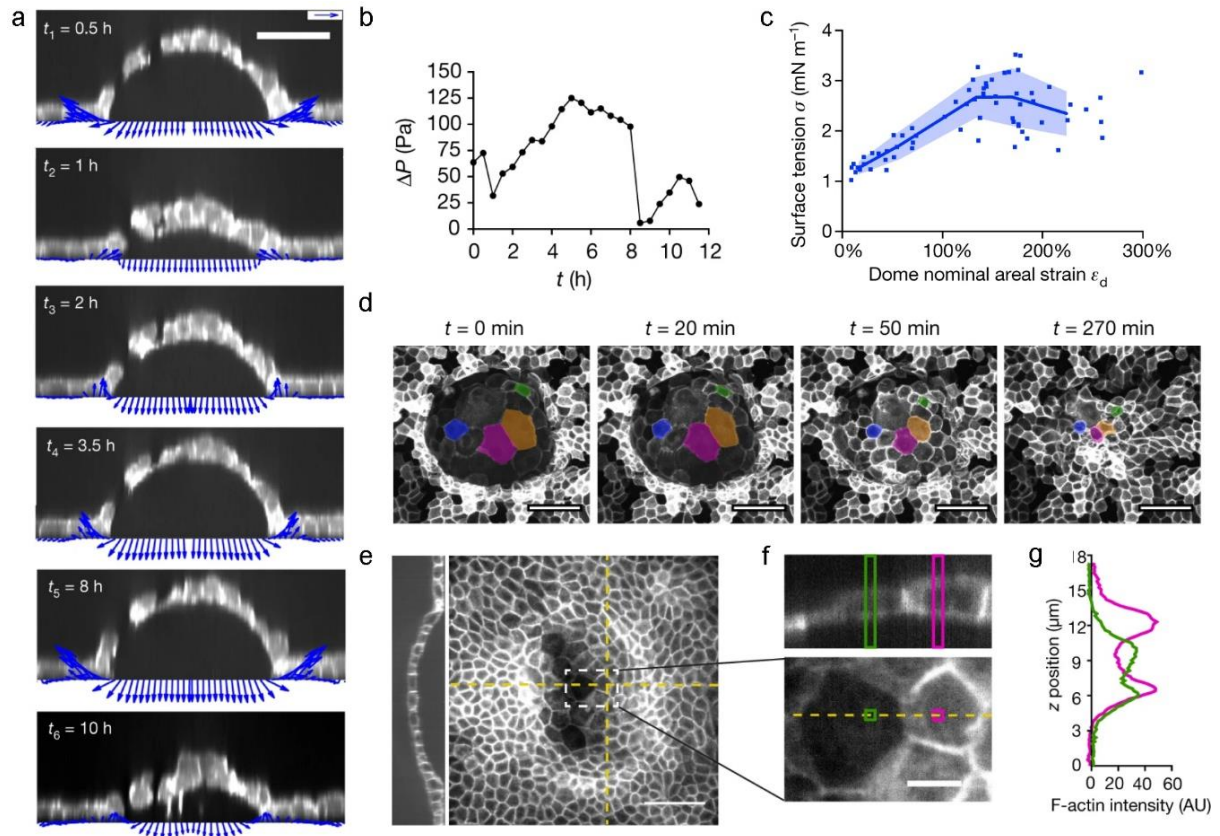 a
t₁ = 0.5 h
t₂ = 1 h
t₃ = 2 h
t₄ = 3.5 h
t₅ = 8 h
t₆ = 10 h
b
ΔP (Pa)
150
125
100
75
50
25
0
0 2 4 6 8 10 12
t (h)
c
Surface tension σ (mN m⁻¹)
4
3
2
1
0
0% 100% 200% 300%
Dome nominal areal strain εd
d
t = 0 min t = 20 min t = 50 min t = 270 min
e
f
g
z position (µm)
18
15
12
9
6
3
0
0 20 40 60
F-actin intensity (AU)